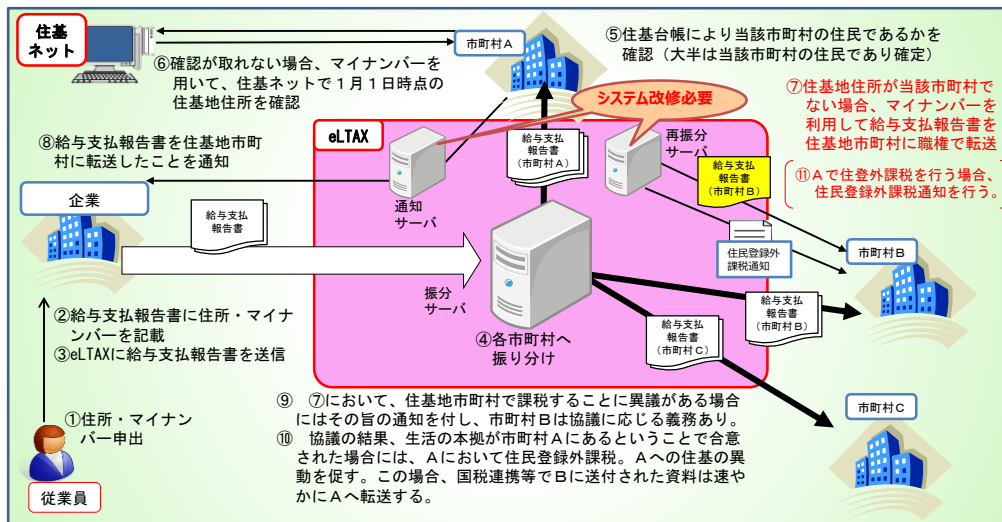 住基
ネット
市町村A
⑤住基台帳により当該市町村の住民であるかを
確認（大半は当該市町村の住民であり確定）
⑥確認が取れない場合、マイナンバーを
用いて、住基ネットで１月１日時点の
住基地住所を確認
システム改修必要
⑦住基地住所が当該市町村で
ない場合、マイナンバーを
利用して給与支払報告書を
住基地市町村に職権で転送
⑧給与支払報告書を住基地市町
村に転送したことを通知
eLTAX
給与支払
報告書
（市町村Ａ）
再振分
サーバ
給与支払
報告書
（市町村Ｂ）
⑪Ａで住登外課税を行う場合、
住民登録外課税通知を行う。
企業
通知
サーバ
給与支払
報告書
住民登録外
課税通知
市町村B
振分
サーバ
②給与支払報告書に住所・マイナ
ンバーを記載
③eLTAXに給与支払報告書を送信
④各市町村へ
振り分け
給与支払
報告書
（市町村Ｂ）
給与支払
報告書
（市町村Ｃ）
⑨　⑦において、住基地市町村で課税することに異議がある場合
にはその旨の通知を付し、市町村Ｂは協議に応じる義務あり。
⑩　協議の結果、生活の本拠が市町村Ａにあるということで合意
された場合には、Ａにおいて住民登録外課税。Ａへの住基の異
動を促す。この場合、国税連携等でＢに送付された資料は速や
かにＡへ転送する。
市町村C
①住所・マイナン
バー申出
従業員